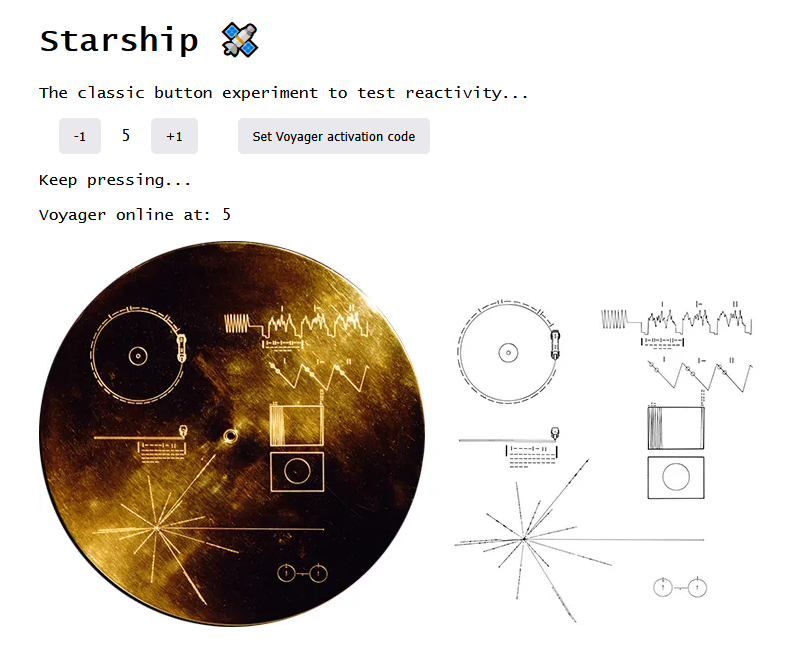 Starship 🛰️
The classic button experiment to test reactivity...
-1 5 +1 Set Voyager activation code
Keep pressing...
Voyager online at: 5